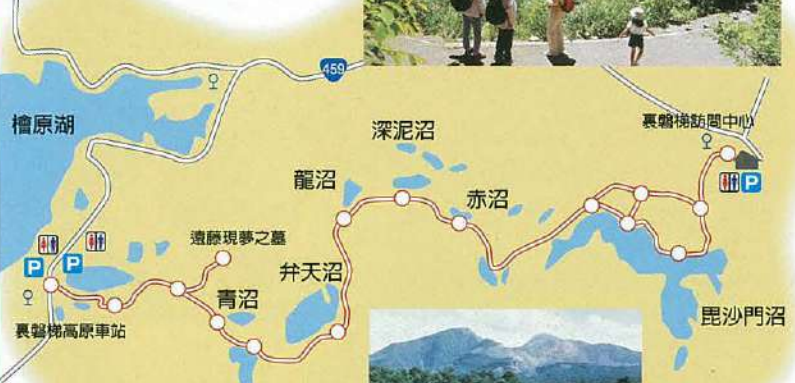 459
檜原湖
裏磐梯訪問中心
深泥沼
P
龍沼
赤沼
遠藤現夢之墓
P
P
弁天沼
青沼
毘沙門沼
裏磐梯高原車站